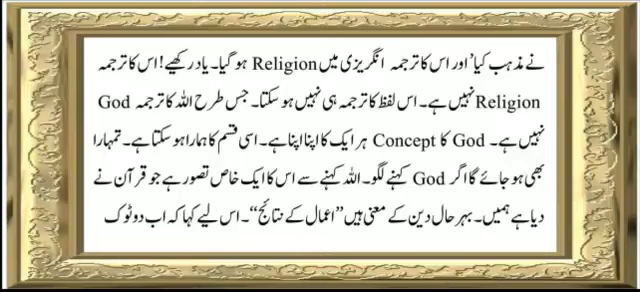 نے مذہب کیا' اور اس کا ترجمہ انگریزی میں Religion ہو گیا۔ یاد رکھیے! اس کا ترجمہ
Religion نہیں ہے۔ اس لفظ کا ترجمہ ہی نہیں ہو سکتا۔ جس طرح اللہ کا ترجمہ God
نہیں ہے۔ God کا Concept ہر ایک کا اپنا اپنا ہے۔ اسی قسم کا ہمارا ہو سکتا ہے۔ تمہارا
بھی ہو جائے گا اگر God کہنے لگو۔ اللہ کہنے سے اس کا ایک خاص تصور ہے جو قرآن نے
دیا ہے ہمیں۔ بہر حال دین کے معنی ہیں ”اعمال کے نتائج“۔ اس لیے کہا کہ اب دو ٹوک